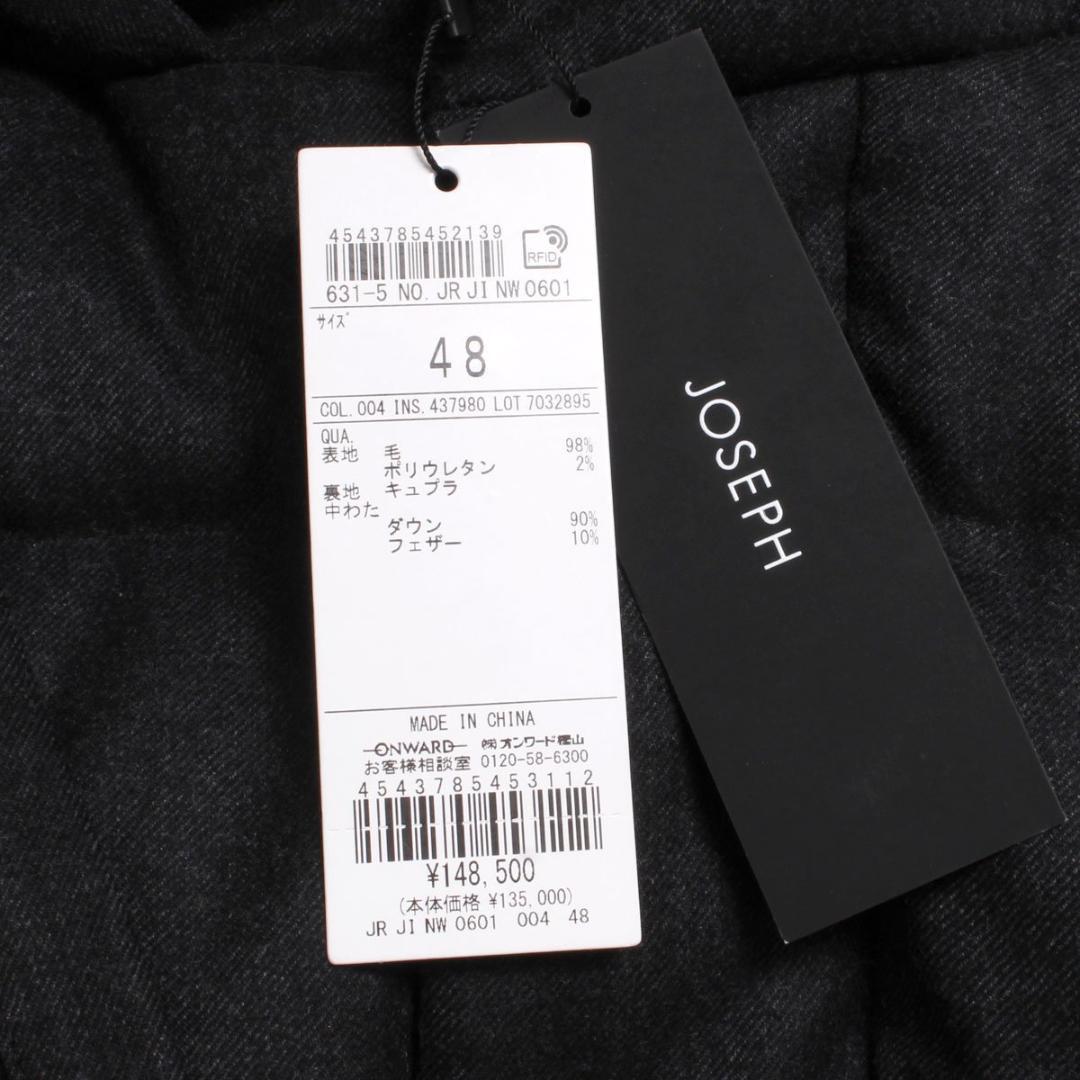 4543785452139
RFID
631-5 NO. JR JI NW 0601
サイズ
48
COL. 004 INS. 437980 LOT 7032895
QUA.
表地 毛 98%
ポリウレタン 2%
裏地 キュプラ
中わた
ダウン 90%
フェザー 10%
MADE IN CHINA
ONWARD ㈱オンワード樫山
お客様相談室 0120-58-6300
4543785453112
¥148,500
(本体価格 ¥135,000)
JR JI NW 0601 004 48
JOSEPH